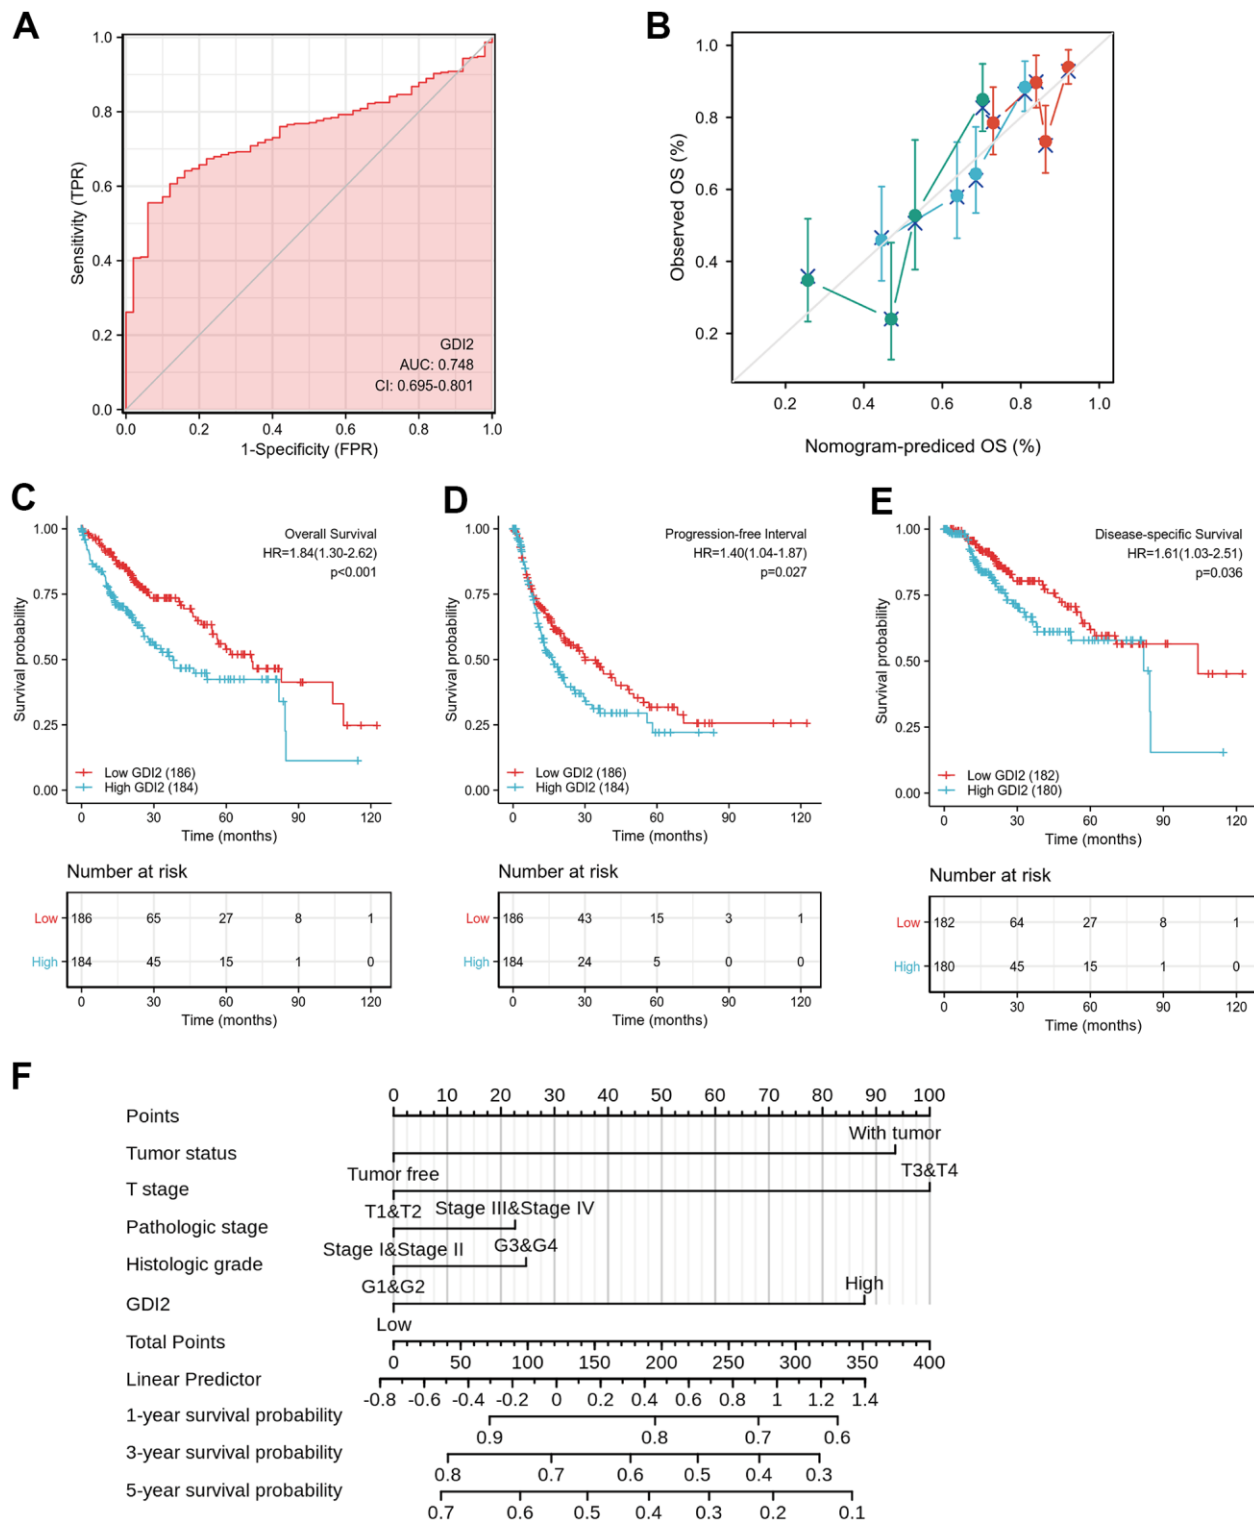 A
1.0
0.8
0.6
0.4
0.2
0.0
Sensitivity (TPR)
GDI2
AUC: 0.748
CI: 0.695-0.801
0.0 0.2 0.4 0.6 0.8 1.0
1-Specificity (FPR)
B
1.0
0.8
0.6
0.4
0.2
Observed OS (%)
0.2 0.4 0.6 0.8 1.0
Nomogram-prediced OS (%)
C
1.00
0.75
0.50
0.25
0.00
Survival probability
Overall Survival
HR=1.84(1.30-2.62)
p<0.001
Low GDI2 (186)
High GDI2 (184)
0 30 60 90 120
Time (months)
Number at risk
Low 186 65 27 8 1
High 184 45 15 1 0
0 30 60 90 120
Time (months)
D
1.00
0.75
0.50
0.25
0.00
Survival probability
Progression-free Interval
HR=1.40(1.04-1.87)
p=0.027
Low GDI2 (186)
High GDI2 (184)
0 30 60 90 120
Time (months)
Number at risk
Low 186 43 15 3 1
High 184 24 5 0 0
0 30 60 90 120
Time (months)
E
1.00
0.75
0.50
0.25
0.00
Survival probability
Disease-specific Survival
HR=1.61(1.03-2.51)
p=0.036
Low GDI2 (182)
High GDI2 (180)
0 30 60 90 120
Time (months)
Number at risk
Low 182 64 27 8 1
High 180 45 15 1 0
0 30 60 90 120
Time (months)
F
0 10 20 30 40 50 60 70 80 90 100
Points
With tumor
Tumor status
Tumor free
T3&T4
T stage
T1&T2
Stage III&Stage IV
Pathologic stage
Stage I&Stage II
G3&G4
Histologic grade
G1&G2
High
GDI2
Low
Total Points
0 50 100 150 200 250 300 350 400
Linear Predictor
-0.8 -0.6 -0.4 -0.2 0 0.2 0.4 0.6 0.8 1 1.2 1.4
1-year survival probability
0.9 0.8 0.7 0.6
3-year survival probability
0.8 0.7 0.6 0.5 0.4 0.3
5-year survival probability
0.7 0.6 0.5 0.4 0.3 0.2 0.1